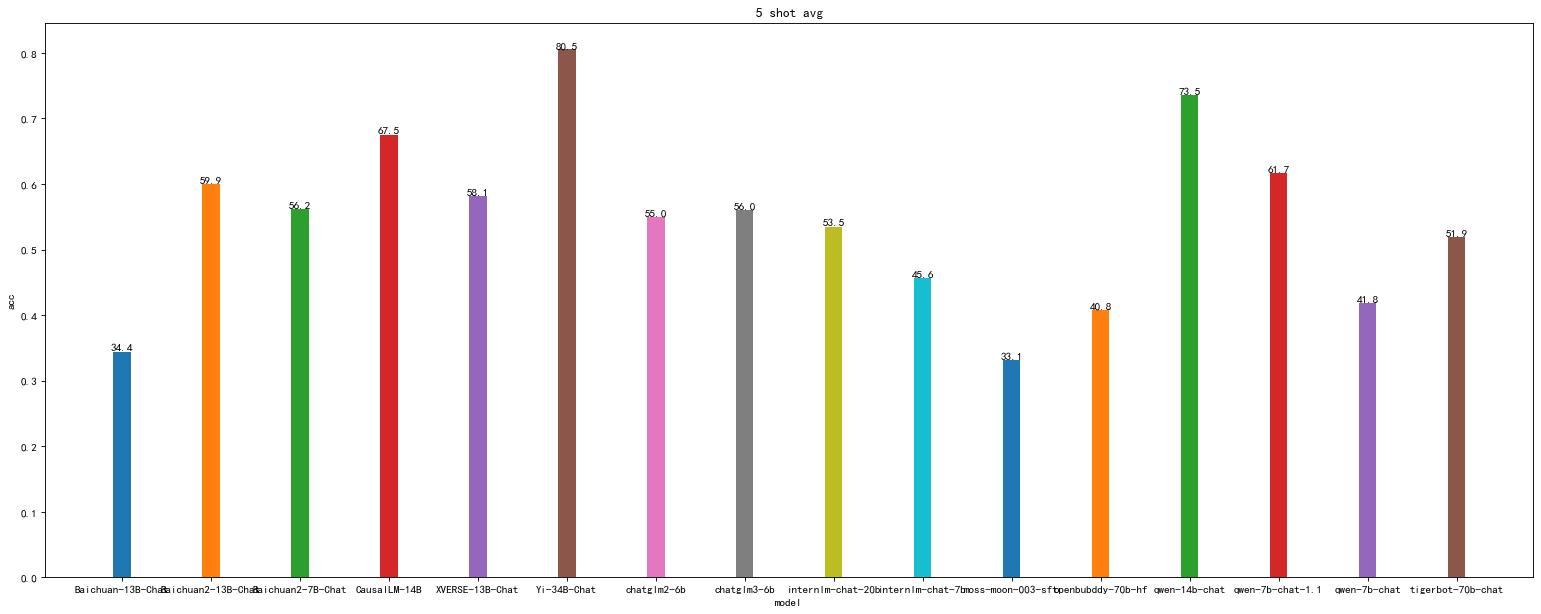 5 shot avg
acc
0.8
0.7
0.6
0.5
0.4
0.3
0.2
0.1
0.0
34.4
59.9
56.2
67.5
58.1
80.5
55.0
56.0
53.5
45.6
33.1
40.8
73.5
61.7
41.8
51.9
Baichuan-13B-Chat
Baichuan2-13B-Chat
Baichuan2-7B-Chat
CausalLM-14B
XVERSE-13B-Chat
Yi-34B-Chat
chatglm2-6b
chatglm3-6b
internlm-chat-20b
internlm-chat-7b
moss-moon-003-sft
openbuddy-70b-hf
qwen-14b-chat
qwen-7b-chat-1.1
qwen-7b-chat
tigerbot-70b-chat
model